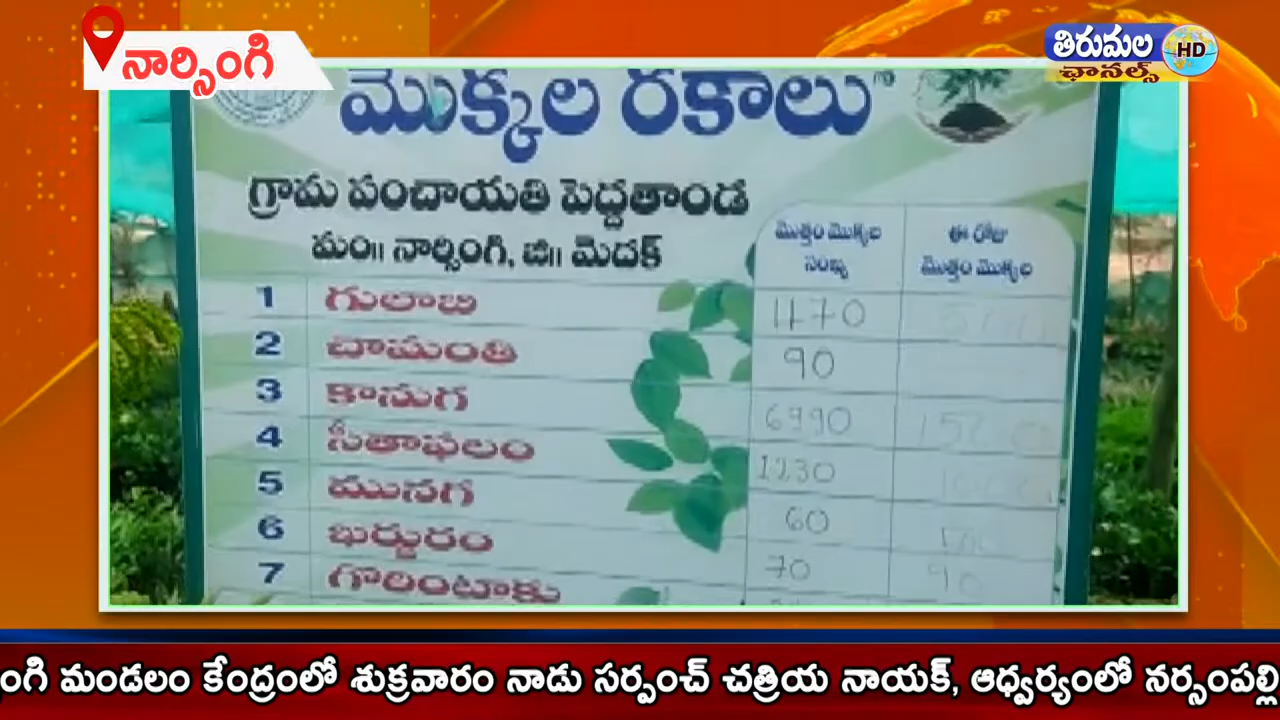 నార్సింగి
తిరుమల HD
ఛానల్స్
మొక్కల రకాలు
గ్రామ పంచాయతి పెద్దతాండ
మం॥ నార్సింగి, జి॥ మెదక్
మొత్తం మొక్కల సంఖ్య
ఈ రోజు మొత్తం మొక్కలు
1 గులాబి 1170
2 చామంతి 90
3 కానుగ 6990
4 సీతాఫలం 1230
5 మునగ 60
6 ఖర్జురం 70 90
7 గొరింటాకు
ంగి మండలం కేంద్రంలో శుక్రవారం నాడు సర్పంచ్ చత్రియ నాయక్, ఆధ్వర్యంలో నర్సంపల్లి